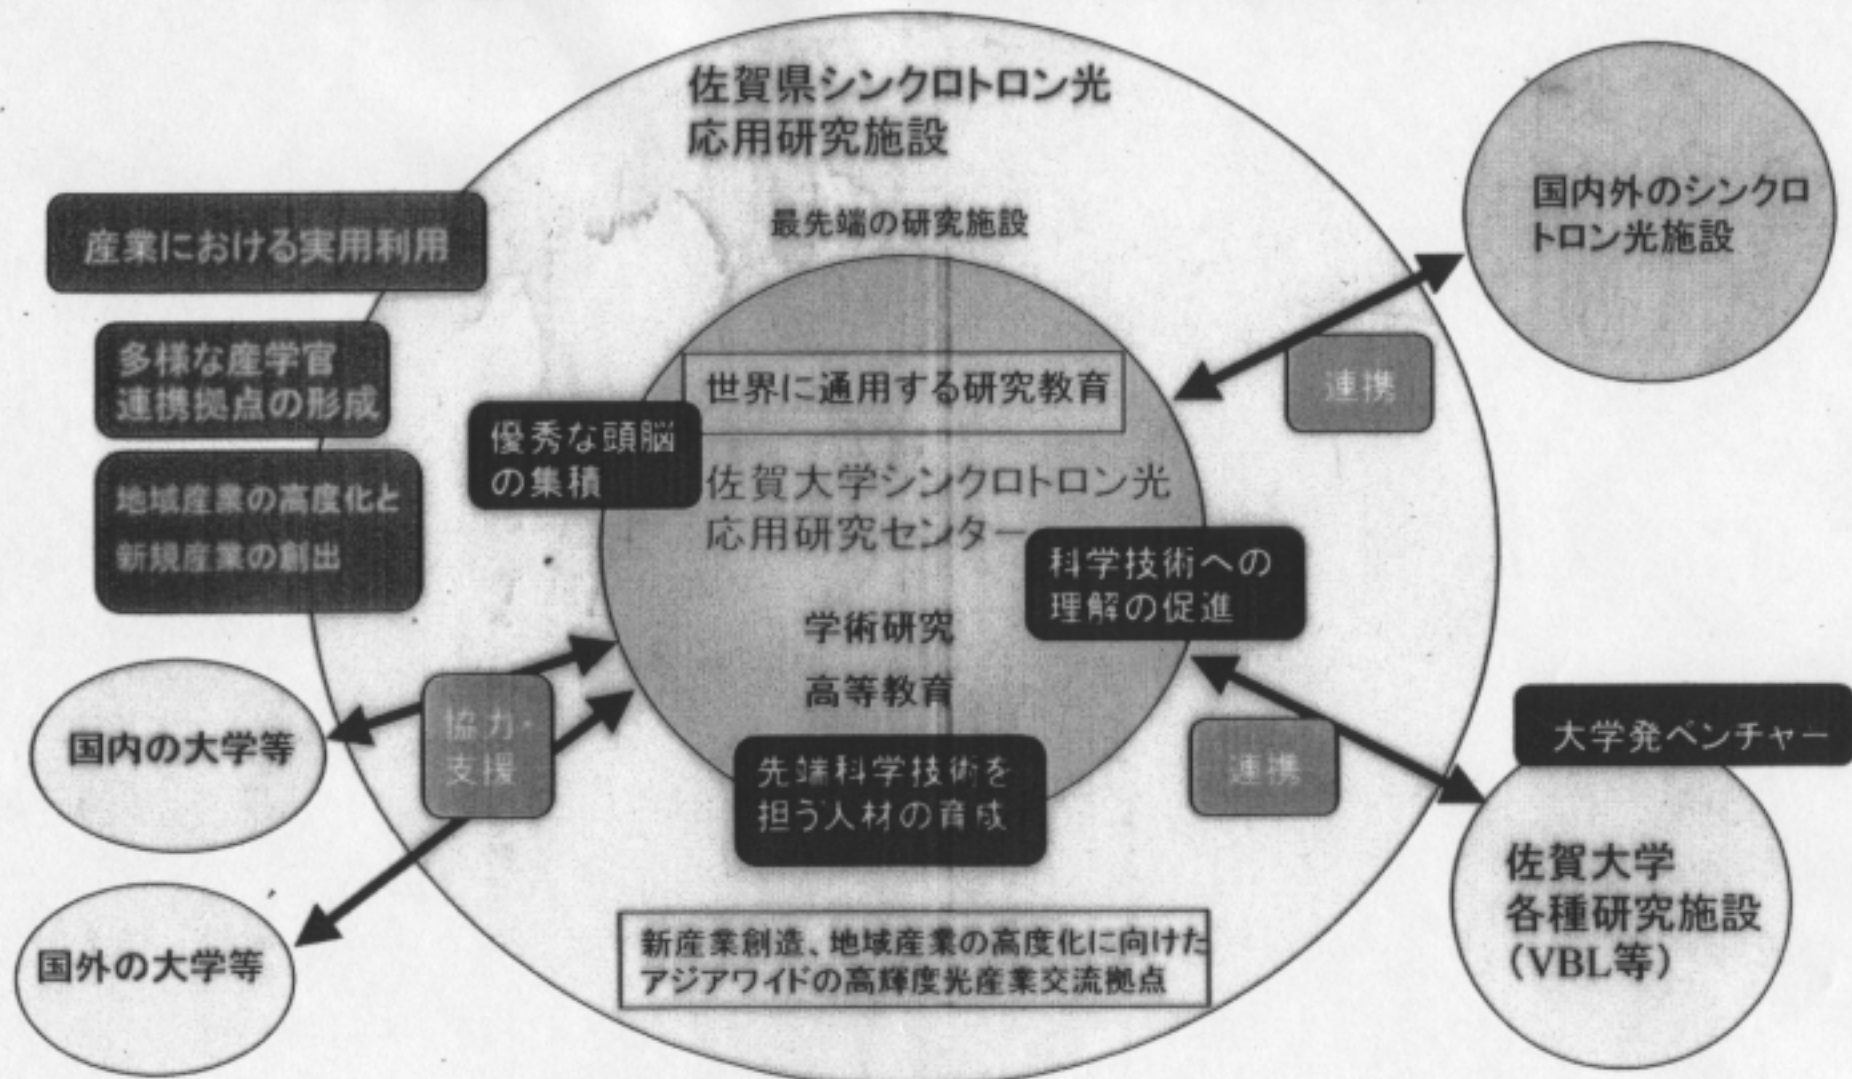 佐賀県シンクロトロン光
応用研究施設
最先端の研究施設
国内外のシンクロ
トロン光施設
産業における実用利用
多様な産学官
連携拠点の形成
地域産業の高度化と
新規産業の創出
世界に通用する研究教育
優秀な頭脳
の集積
連携
佐賀大学シンクロトロン光
応用研究センター
科学技術への
理解の促進
学術研究
高等教育
先端科学技術を
担う人材の育成
協力・
支援
連携
国内の大学等
国外の大学等
大学発ベンチャー
佐賀大学
各種研究施設
（VBL等）
新産業創造、地域産業の高度化に向けた
アジアワイドの高輝度光産業交流拠点